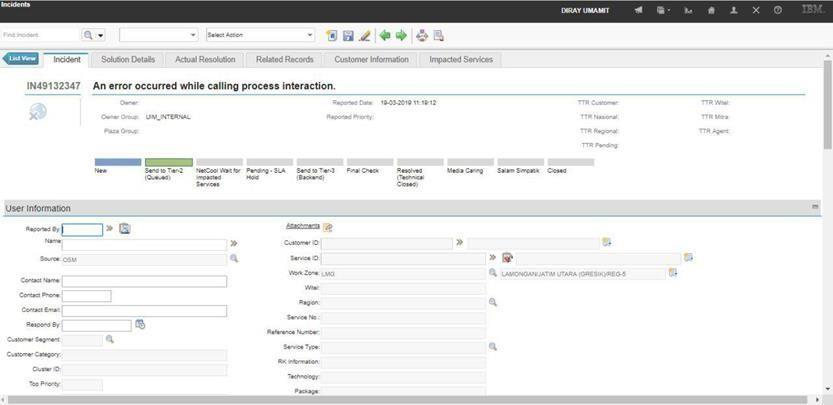 Incidents
DIRAY UMAMIT
IBM.
Find Incident
Select Action
List View
Incident
Solution Details
Actual Resolution
Related Records
Customer Information
Impacted Services
IN49132347
An error occurred while calling process interaction.
Owner:
Reported Date: 19-03-2019 11:19:12
TTR Customer:
TTR Witel:
Owner Group: UIM_INTERNAL
Reported Priority:
TTR Nasional:
TTR Mitra:
Plaza Group:
TTR Regional:
TTR Agent:
TTR Pending:
New
Send to Tier-2 (Queued)
NetCool Wait for Impacted Services
Pending - SLA Hold
Send to Tier-3 (Backend)
Final Check
Resolved (Technical Closed)
Media Caring
Salam Simpatik
Closed
User Information
Reported By:
Attachments
Name:
Customer ID:
Source: OSM
Service ID:
Work Zone: LMG
LAMONGAN/JATIM UTARA (GRESIK)/REG-5
Contact Name:
Witel:
Contact Phone:
Region:
Contact Email:
Service No.:
Respond By:
Reference Number:
Customer Segment:
Service Type:
Customer Category:
RK Information:
Cluster ID:
Technology:
Top Priority:
Package: